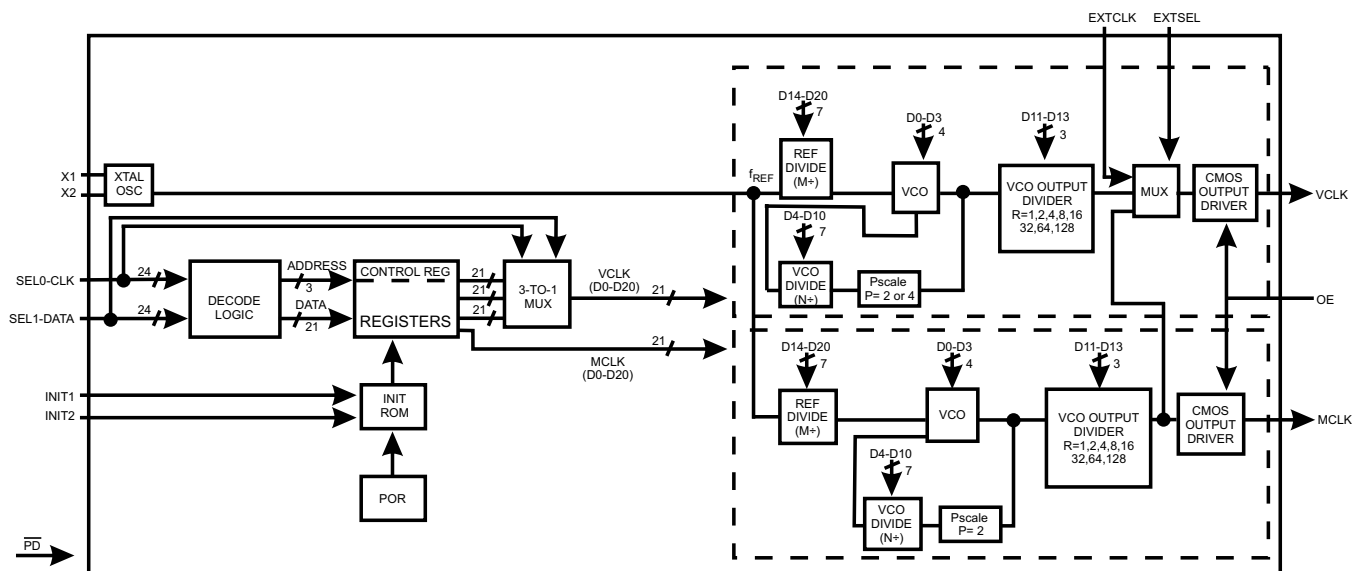 EXTCLK
EXTSEL
D14-D20
7
D0-D3
4
D11-D13
3
X1
X2
XTAL
OSC
fREF
REF
DIVIDE
(M÷)
VCO
VCO OUTPUT
DIVIDER
R=1,2,4,8,16
32,64,128
MUX
CMOS
OUTPUT
DRIVER
VCLK
D4-D10
7
VCO
DIVIDE
(N÷)
Pscale
P= 2 or 4
SEL0-CLK
24
SEL1-DATA
24
DECODE
LOGIC
ADDRESS
3
DATA
21
CONTROL REG
REGISTERS
21
21
21
3-TO-1
MUX
VCLK
(D0-D20)
21
OE
21
MCLK
(D0-D20)
D14-D20
7
D0-D3
4
D11-D13
3
INIT1
INIT2
INIT
ROM
REF
DIVIDE
(M÷)
VCO
VCO OUTPUT
DIVIDER
R=1,2,4,8,16
32,64,128
CMOS
OUTPUT
DRIVER
MCLK
D4-D10
7
POR
VCO
DIVIDE
(N÷)
Pscale
P= 2
PD